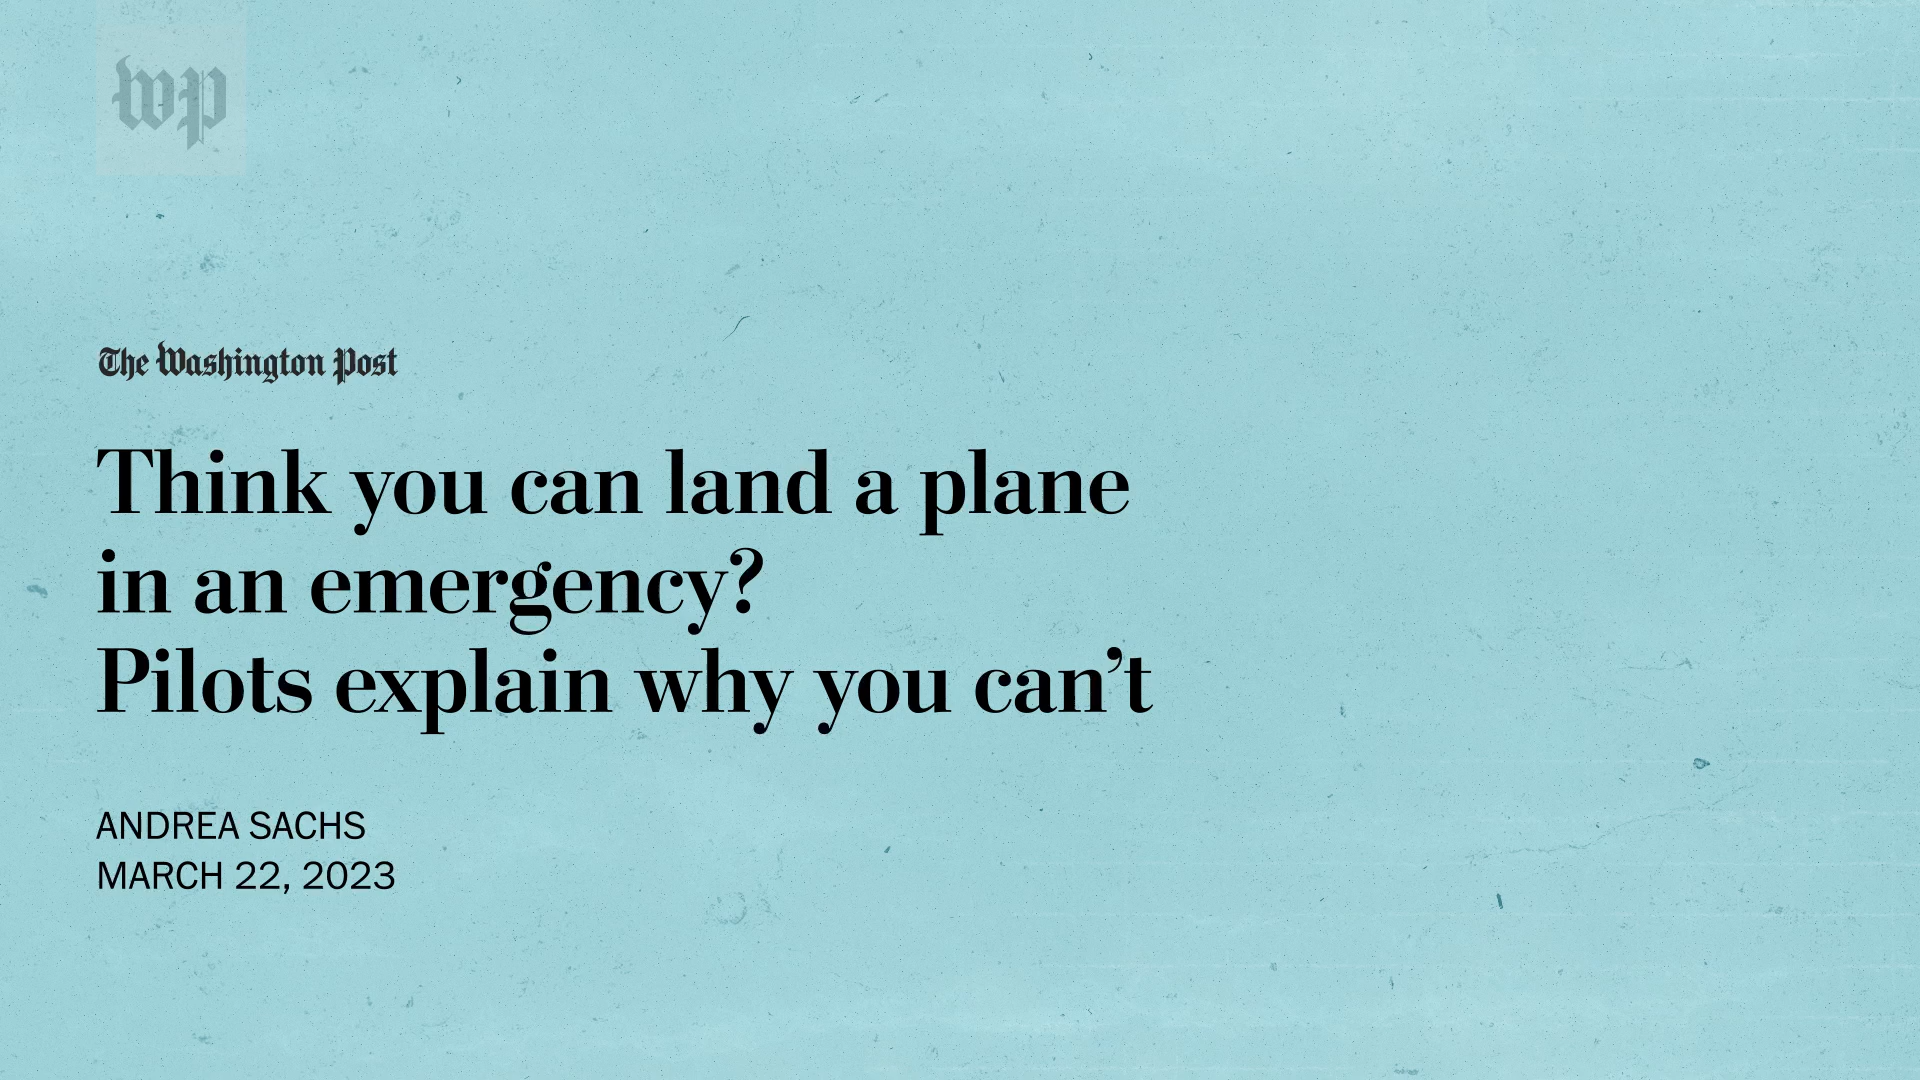 wp
The Washington Post
Think you can land a plane
in an emergency?
Pilots explain why you can’t
ANDREA SACHS
MARCH 22, 2023